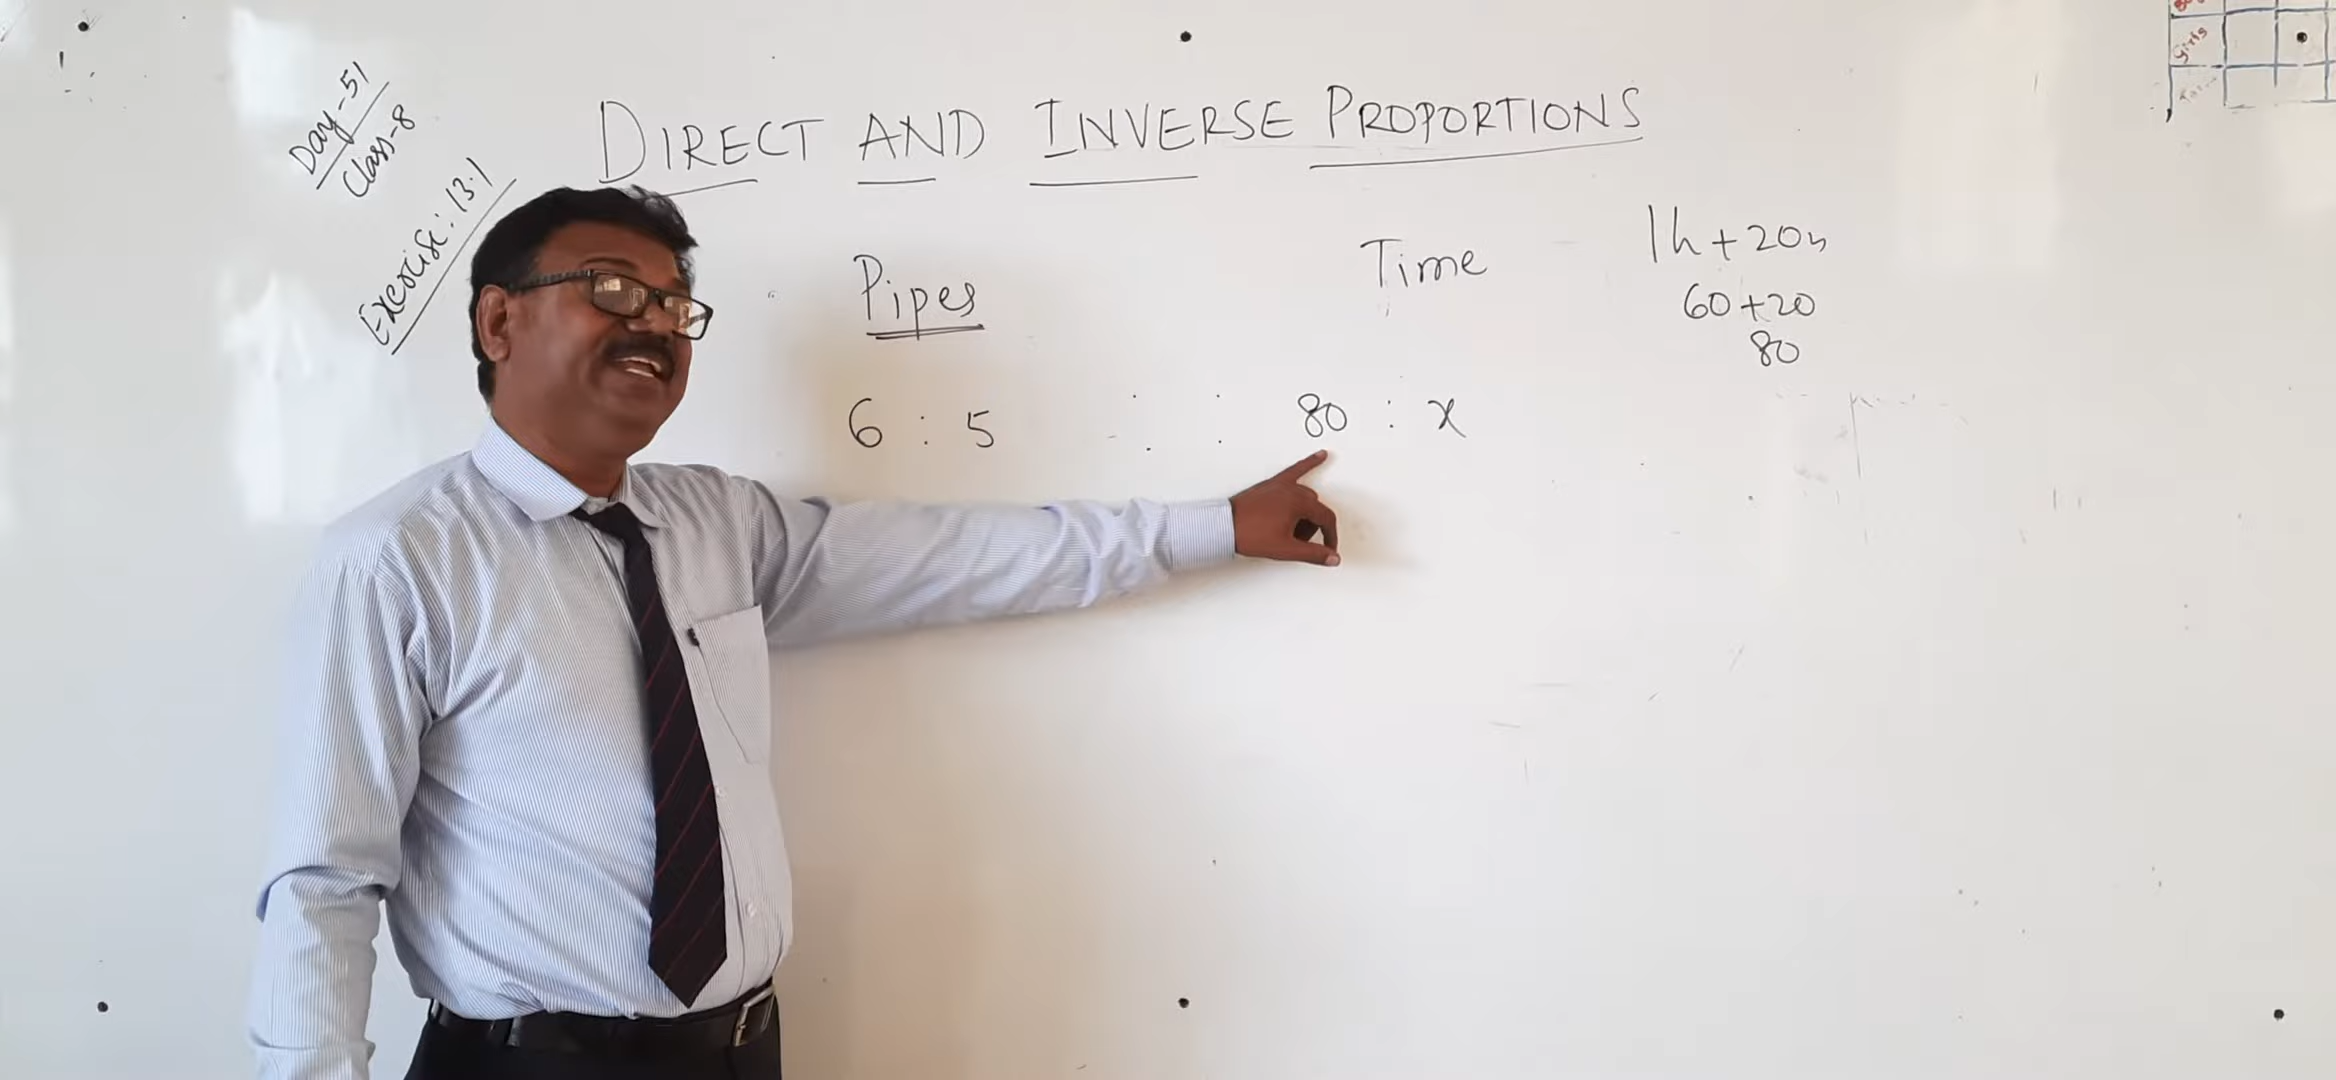 Day-51
Class-8
Exercise: 13.1
DIRECT AND INVERSE PROPORTIONS
Pipes
Time
1h + 20m
60 + 20
80
6 : 5 : : 80 : x
Girls